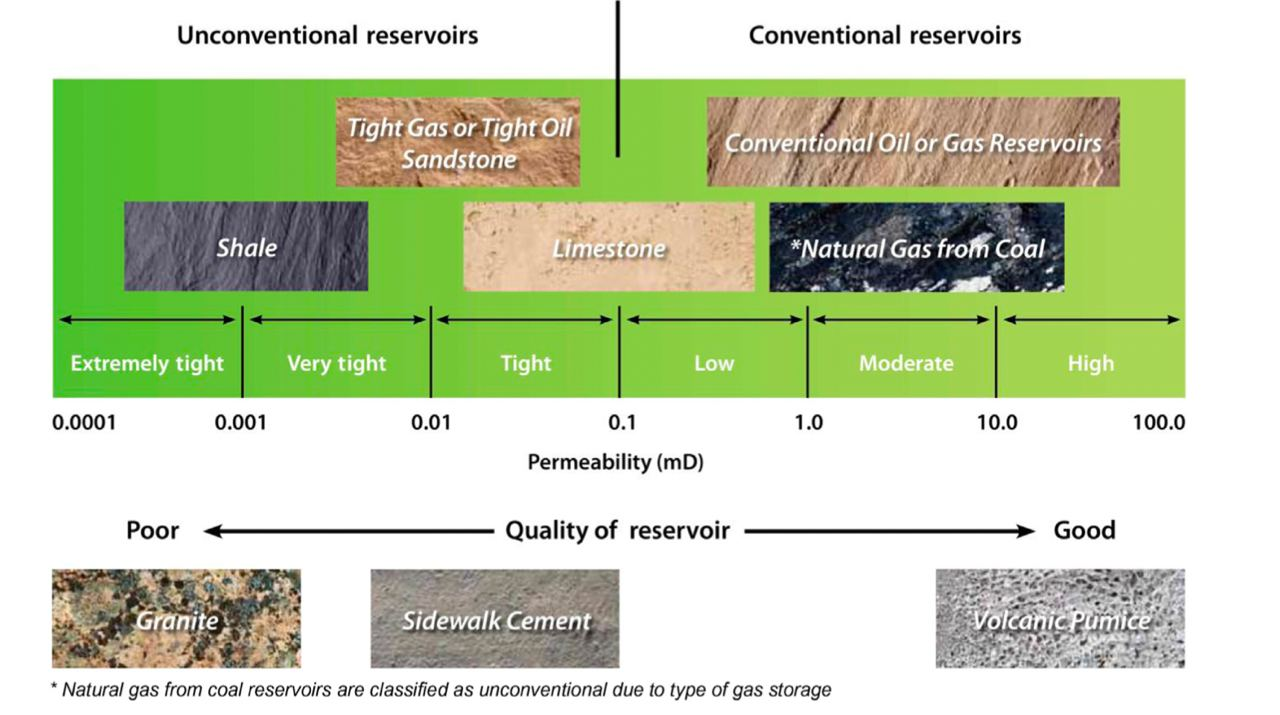 Unconventional reservoirs
Conventional reservoirs
Tight Gas or Tight Oil
Sandstone
Conventional Oil or Gas Reservoirs
Shale
Limestone
*Natural Gas from Coal
Extremely tight
Very tight
Tight
Low
Moderate
High
0.0001
0.001
0.01
0.1
1.0
10.0
100.0
Permeability (mD)
Poor
Quality of reservoir
Good
Granite
Sidewalk Cement
Volcanic Pumice
* Natural gas from coal reservoirs are classified as unconventional due to type of gas storage